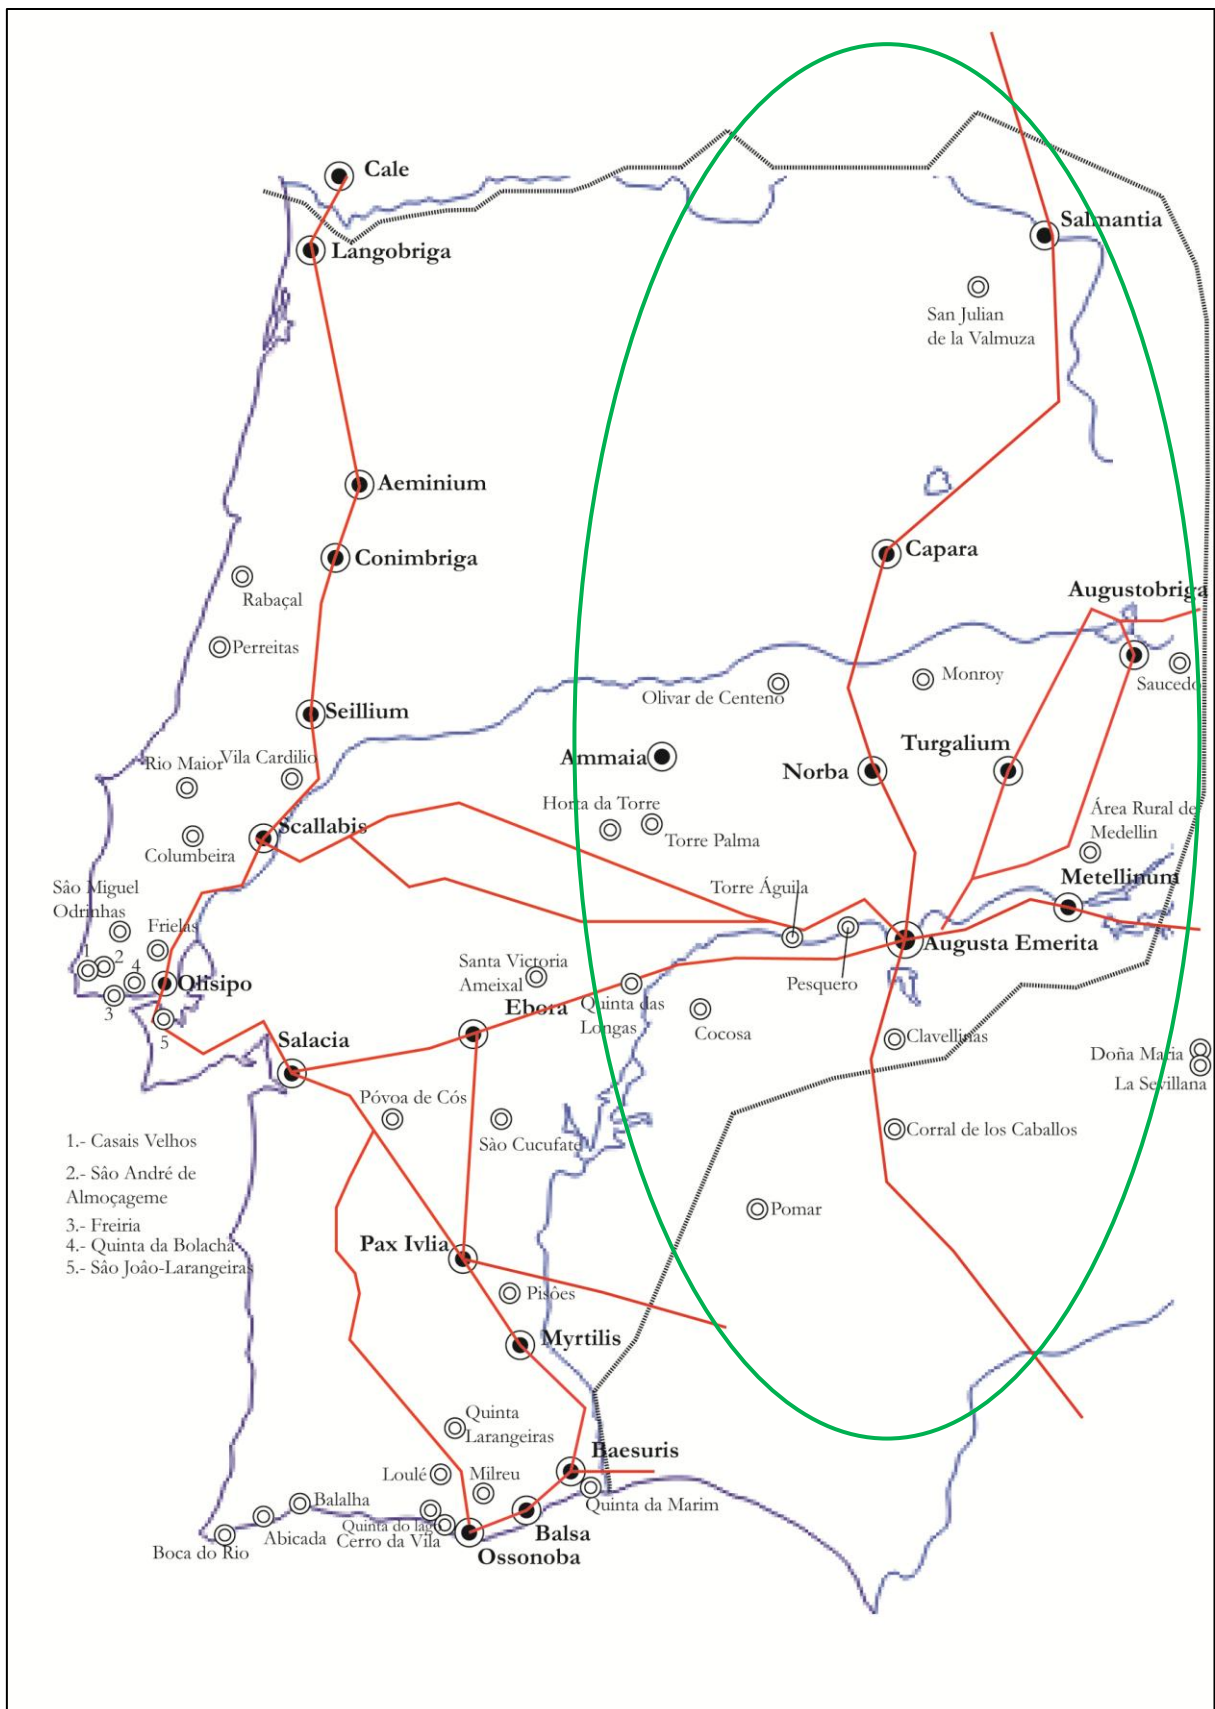 Cale
Salmantia
Langobriga
San Julian
de la Valmuza
Aeminium
Conimbriga
Capara
Augustobriga
Rabaçal
Perreitas
Monroy
Saucedo
Olivar de Centeno
Seillium
Turgalium
Ammaia
Norba
Vila Cardilio
Rio Maior
Horta da Torre
Área Rural de
Medellin
Scallabis
Torre Palma
Columbeira
Metellinum
Sâo Miguel
Odrinhas
Torre Águila
Frielas
Augusta Emerita
1
2
4
Santa Victoria
Ameixal
Olisipo
Pesquero
3
Ebora
Quinta das
Longas
Cocosa
5
Salacia
Clavellinas
Doña Maria
La Sevillana
Póvoa de Cós
Sào Cucufate
Corral de los Caballos
1.- Casais Velhos
2.- Sâo André de
Almoçageme
3.- Freiria
4.- Quinta da Bolacha
5.- Sâo Joâo-Larangeiras
Pomar
Pax Ivlia
Pisôes
Myrtilis
Quinta
Larangeiras
Baesuris
Loulé
Milreu
Quinta da Marim
Balalha
Quinta do lago
Balsa
Abicada
Cerro da Vila
Boca do Rio
Ossonoba